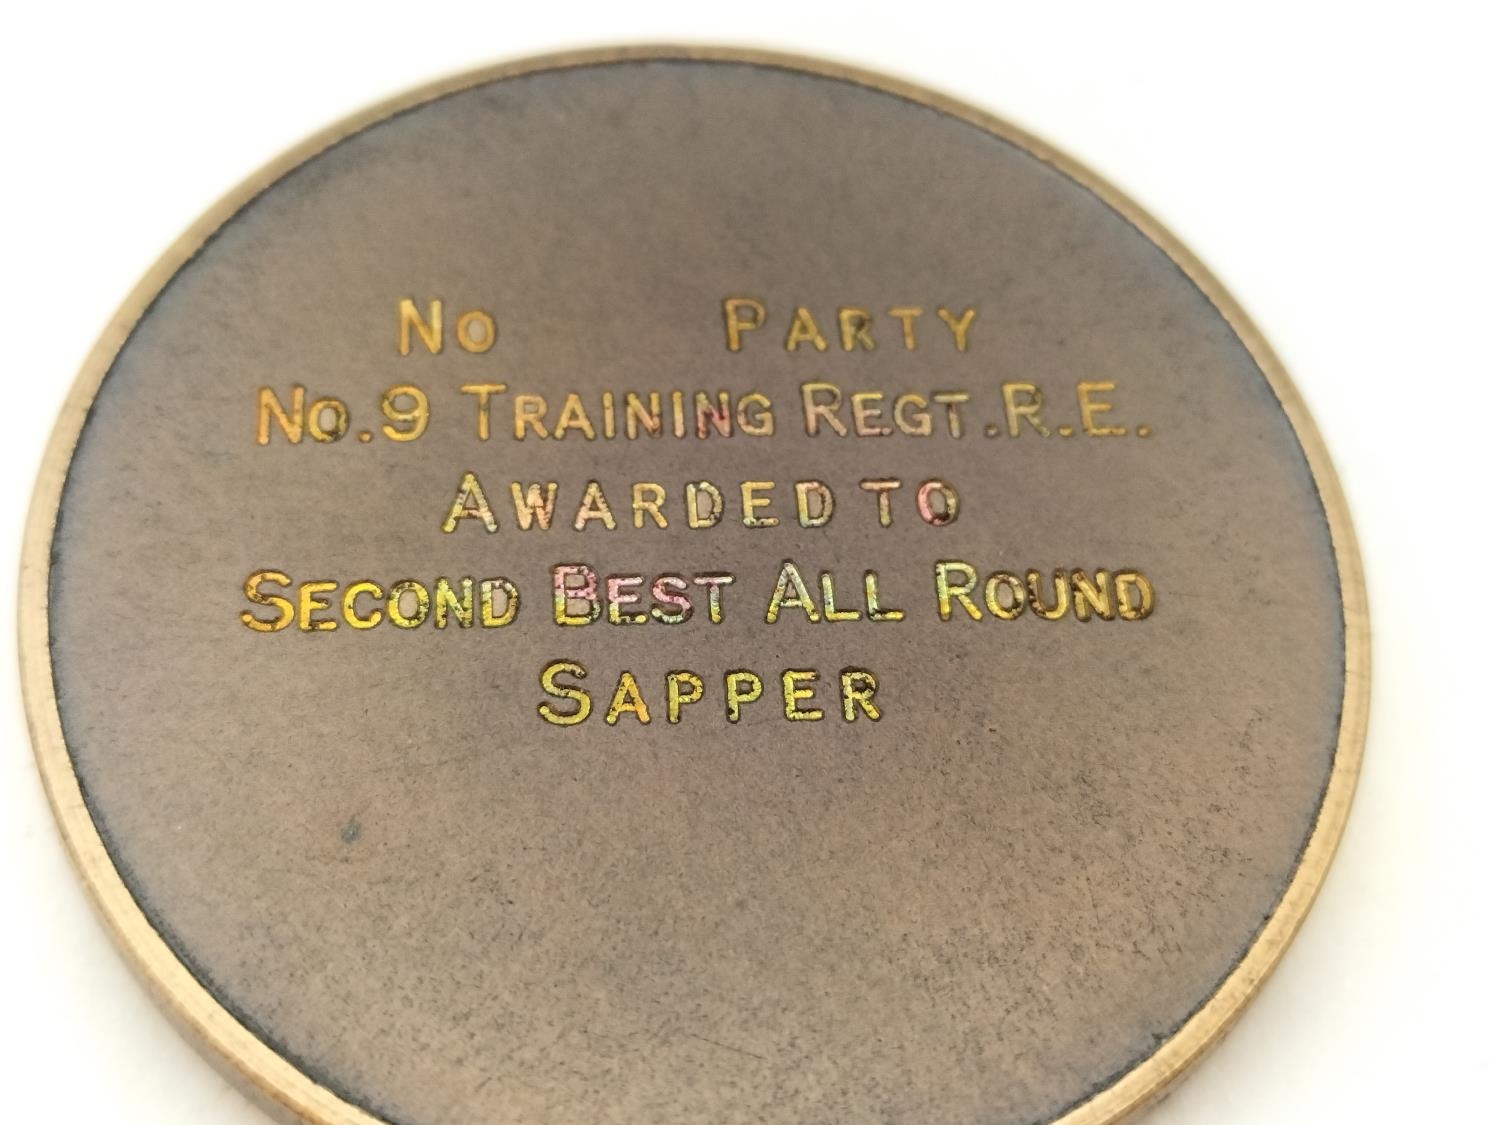 No Party
No.9 Training Regt.R.E.
Awarded to
Second Best All Round
Sapper